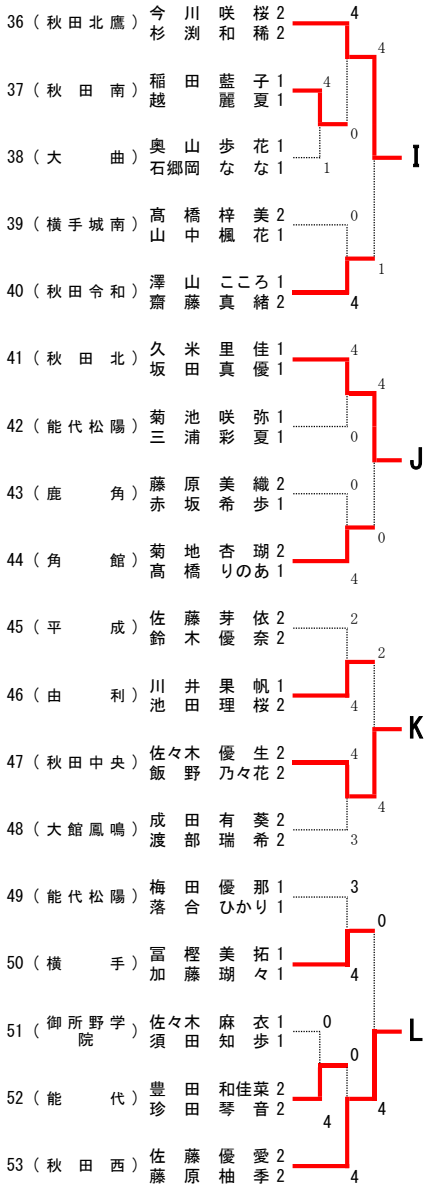 今川咲桜 2
36 （秋田北鷹） 4
杉渕和稀 2
4
稲田藍子 1
37 （秋田南） 4
越麗夏 1
0
奥山歩花 1
38 （大曲） I
石郷岡なな 1 1
髙橋梓美 2
39 （横手城南） 0
山中楓花 1
1
澤山こころ 1
40 （秋田令和）
齋藤真緒 2 4
久米里佳 1
41 （秋田北） 4
坂田真優 1
4
菊池咲弥 1
42 （能代松陽）
三浦彩夏 1 0
J
藤原美織 2
43 （鹿角） 0
赤坂希歩 1
0
菊地杏瑚 2
44 （角館）
髙橋りのあ 1 4
佐藤芽依 2
45 （平成） 2
鈴木優奈 2
2
川井果帆 1
46 （由利）
池田理桜 2 4
K
佐々木優生 2
47 （秋田中央） 4
飯野乃々花 2
4
成田有葵 2
48 （大館鳳鳴）
渡部瑞希 2 3
梅田優那 1
49 （能代松陽） 3
落合ひかり 1
0
冨樫美拓 1
50 （横手）
加藤瑚々 1 4
佐々木麻衣 1
51 （御所野学院） 0 L
須田知歩 1
0
豊田和佳菜 2
52 （能代）
珍田琴音 2 4
4
佐藤優愛 2
53 （秋田西）
藤原柚季 2 4